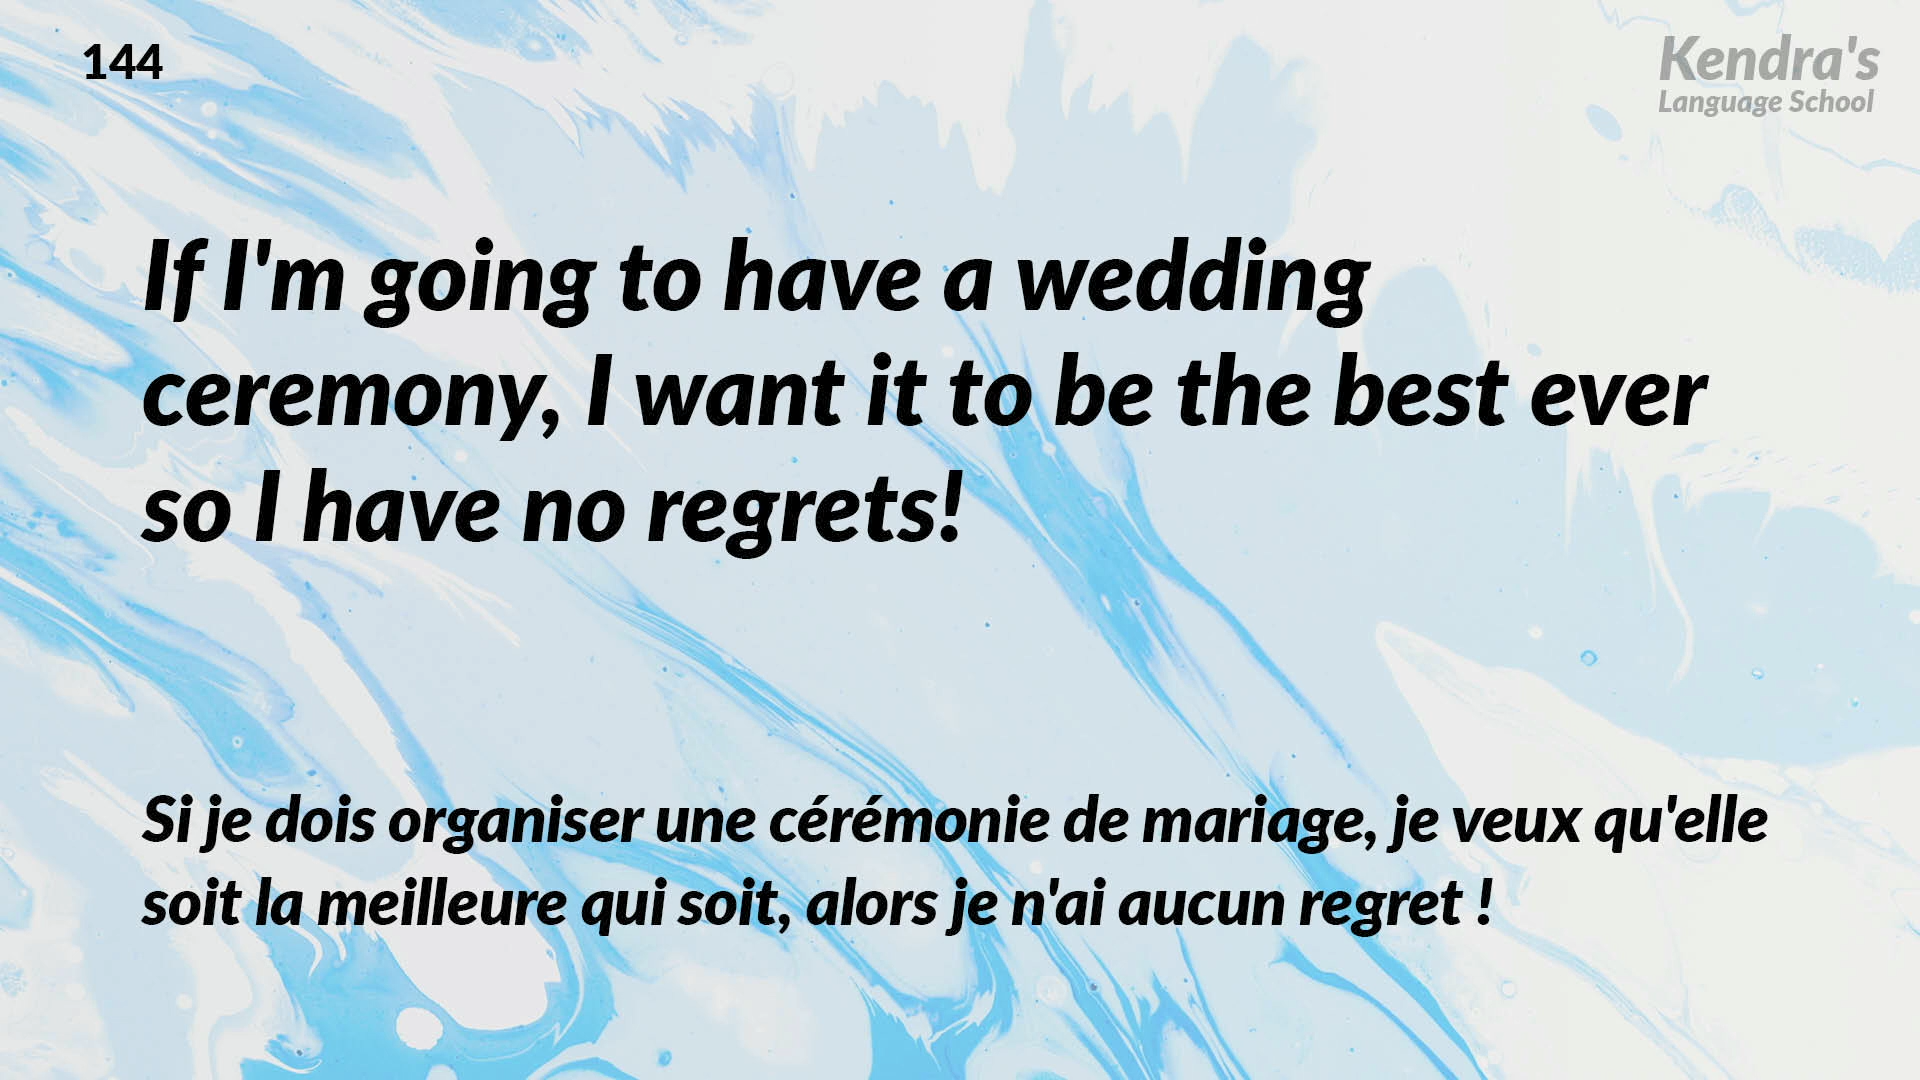 144
Kendra's
Language School
If I'm going to have a wedding
ceremony, I want it to be the best ever
so I have no regrets!
Si je dois organiser une cérémonie de mariage, je veux qu'elle
soit la meilleure qui soit, alors je n'ai aucun regret !